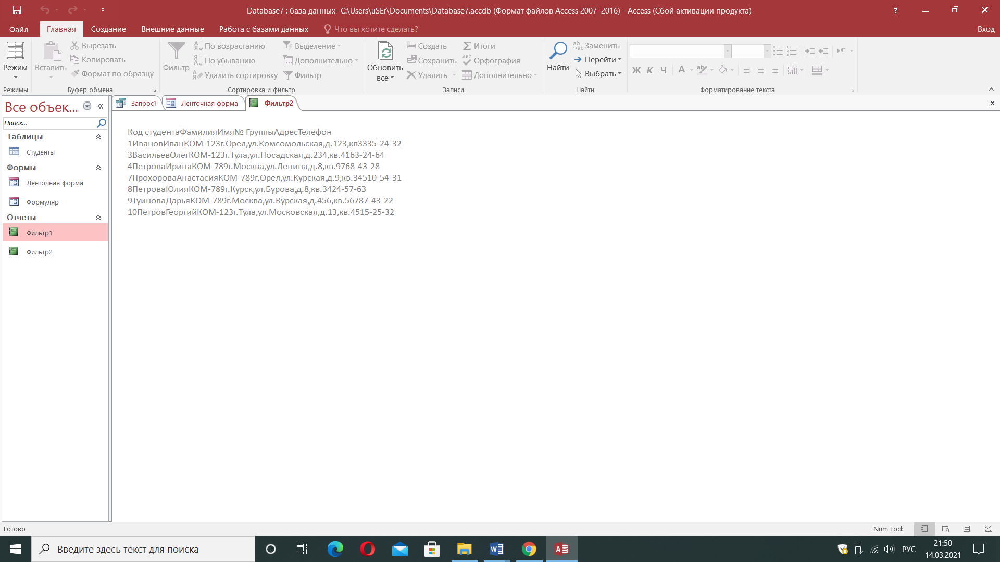 Database7 : база данных- C:\Users\uSEr\Documents\Database7.accdb (Формат файлов Access 2007–2016) - Access (Сбой активации продукта)
Файл Главная Создание Внешние данные Работа с базами данных Что вы хотите сделать? Вход
Режим
Режимы
Вставить
Вырезать
Копировать
Формат по образцу
Буфер обмена
Фильтр
По возрастанию
По убыванию
Удалить сортировку
Выделение
Дополнительно
Фильтр
Сортировка и фильтр
Обновить
все
Создать
Сохранить
Удалить
Итоги
Орфография
Дополнительно
Записи
Найти
Заменить
Перейти
Выбрать
Найти
Ж К Ч А
Форматирование текста
Все объек...
Поиск...
Таблицы
Студенты
Формы
Ленточная форма
Формуляр
Отчеты
Фильтр1
Фильтр2
Запрос1 Ленточная форма Фильтр2
Код студентаФамилияИмя№ ГруппыАдресТелефон
1ИвановИванКОМ-123г.Орел,ул.Комсомольская,д.123,кв3335-24-32
3ВасильевОлегКОМ-123г.Тула,ул.Посадская,д.234,кв.4163-24-64
4ПетроваИринаКОМ-789г.Москва,ул.Ленина,д.8,кв.9768-43-28
7ПрохороваАнастасияКОМ-789г.Орел,ул.Курская,д.9,кв.34510-54-31
8ПетроваЮлияКОМ-789г.Курск,ул.Бурова,д.8,кв.3424-57-63
9ТуиноваДарьяКОМ-789г.Москва,ул.Курская,д.456,кв.56787-43-22
10ПетровГеоргийКОМ-123г.Тула,ул.Московская,д.13,кв.4515-25-32
Готово
Num Lock
Введите здесь текст для поиска
РУС
21:50
14.03.2021